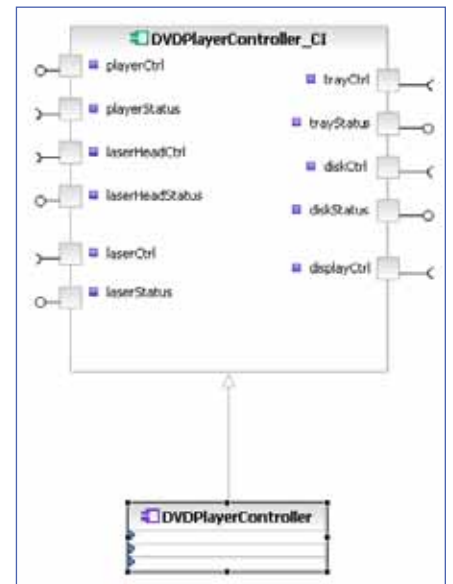 DVDPlayerController_CI
playerCtrl
playerStatus
laserHeadCtrl
laserHeadStatus
laserCtrl
laserStatus
trayCtrl
trayStatus
diskCtrl
diskStatus
displayCtrl
DVDPlayerController